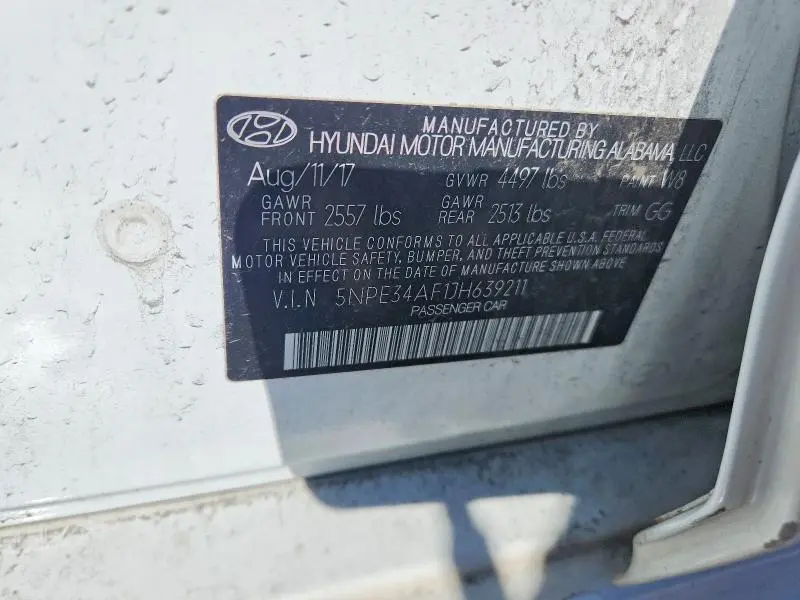 MANUFACTURED BY
HYUNDAI MOTOR MANUFACTURING ALABAMA, LLC
Aug/11/17 GVWR 4497 lbs PAINT W8
GAWR FRONT 2557 lbs GAWR REAR 2513 lbs TRIM GG
THIS VEHICLE CONFORMS TO ALL APPLICABLE U.S.A. FEDERAL
MOTOR VEHICLE SAFETY, BUMPER, AND THEFT PREVENTION STANDARDS
IN EFFECT ON THE DATE OF MANUFACTURE SHOWN ABOVE
V.I.N 5NPE34AF1JH639211
PASSENGER CAR